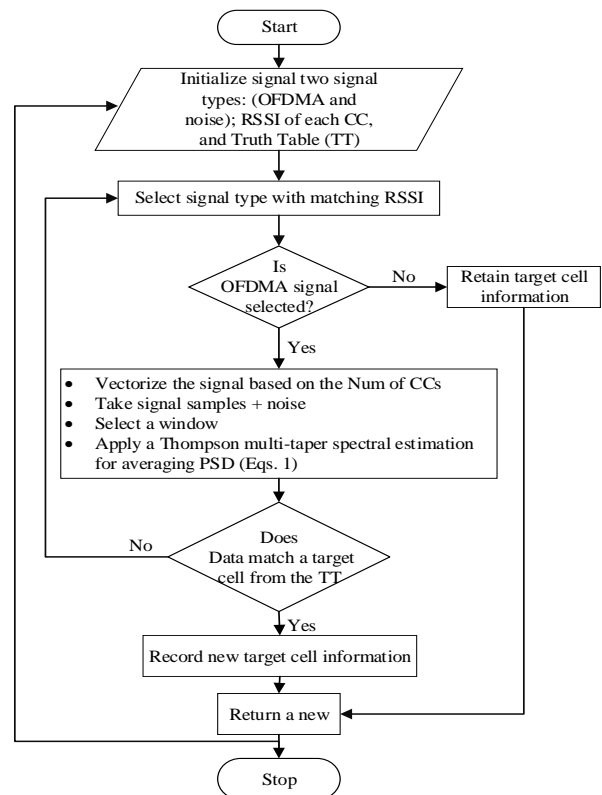 Start
Initialize signal two signal
types: (OFDMA and
noise); RSSI of each CC,
and Truth Table (TT)
Select signal type with matching RSSI
Is
OFDMA signal
selected?
No
Retain target cell
information
Yes
• Vectorize the signal based on the Num of CCs
• Take signal samples + noise
• Select a window
• Apply a Thompson multi-taper spectral estimation
for averaging PSD (Eqs. 1)
No
Does
Data match a target
cell from the TT
Yes
Record new target cell information
Return a new
Stop